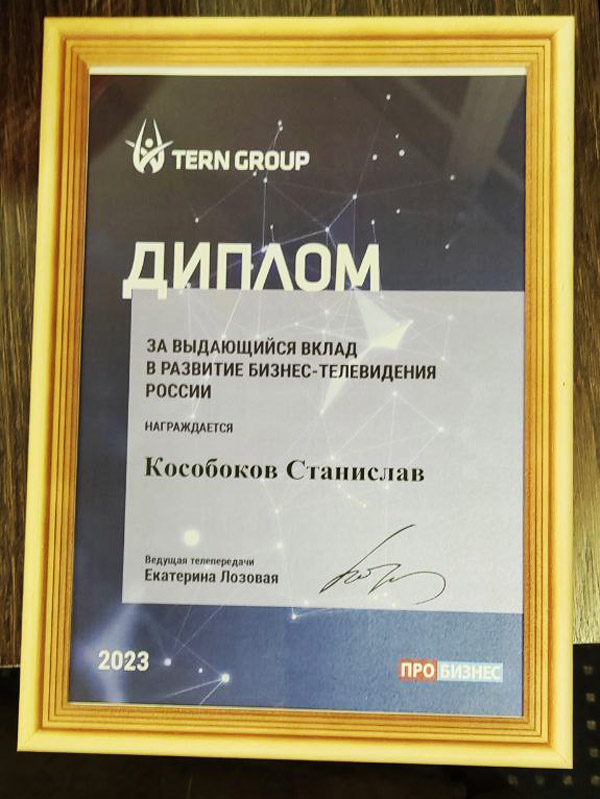 TERN GROUP
ДИПЛОМ
ЗА ВЫДАЮЩИЙСЯ ВКЛАД
В РАЗВИТИЕ БИЗНЕС-ТЕЛЕВИДЕНИЯ
РОССИИ
НАГРАЖДАЕТСЯ
Кособоков Станислав
Ведущая телепередачи
Екатерина Лозовая
2023
ПРО БИЗНЕС